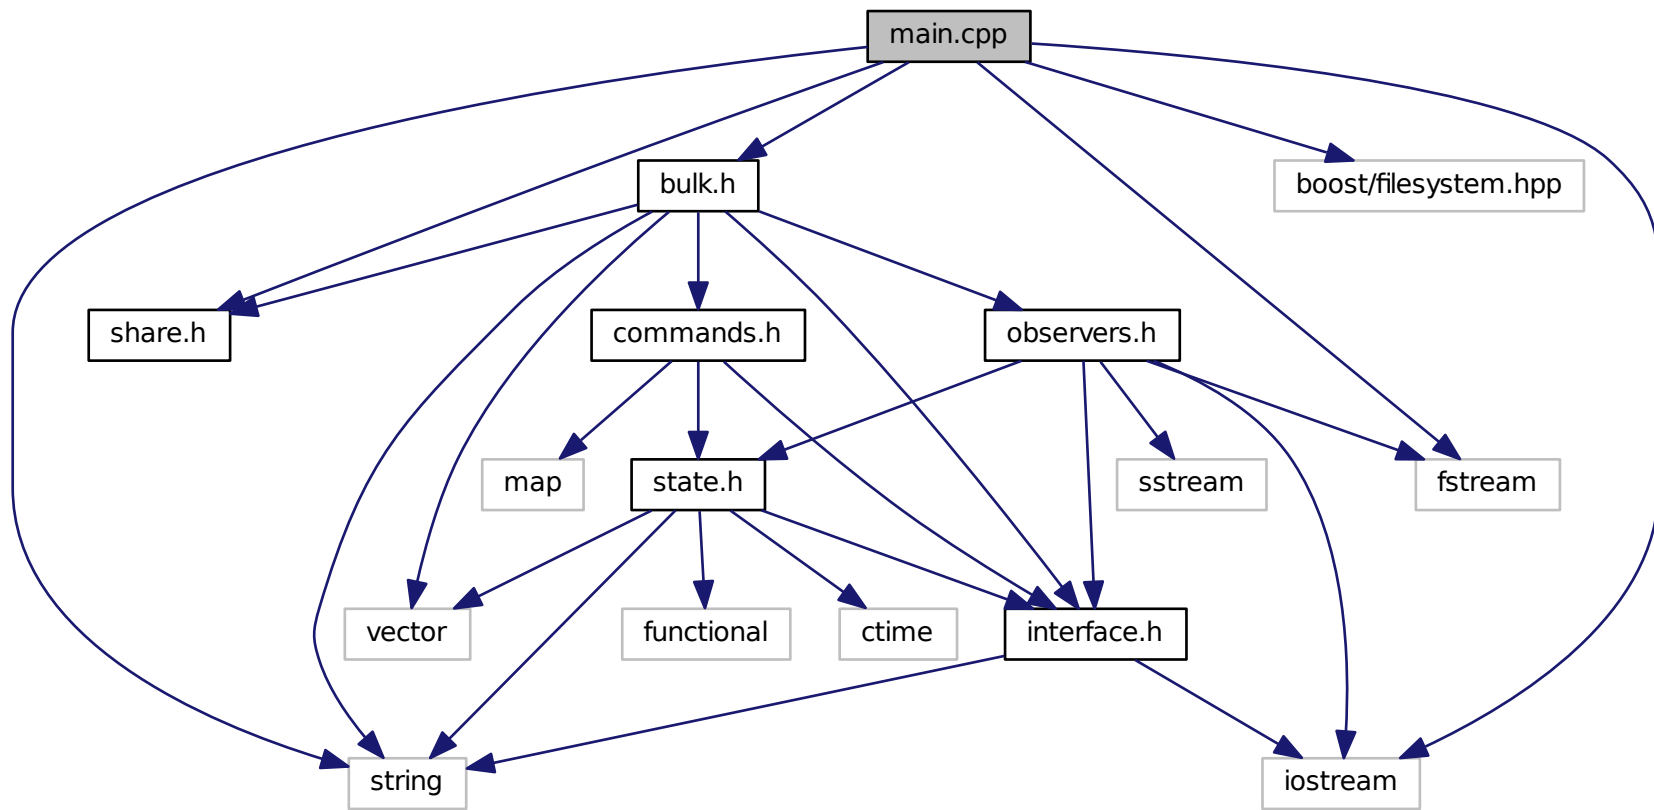 main.cpp
bulk.h
boost/filesystem.hpp
share.h
commands.h
observers.h
map
state.h
sstream
fstream
vector
functional
ctime
interface.h
string
iostream